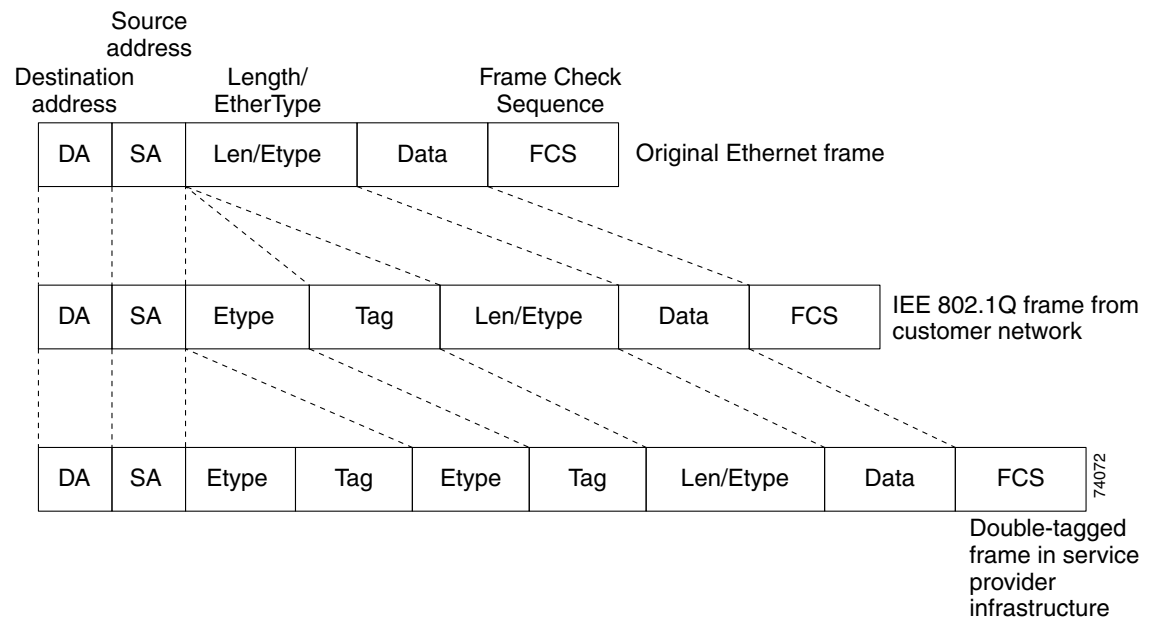 Source
address
Destination
address
Length/
EtherType
Frame Check
Sequence
DA SA Len/Etype Data FCS Original Ethernet frame
DA SA Etype Tag Len/Etype Data FCS
IEE 802.1Q frame from
customer network
DA SA Etype Tag Etype Tag Len/Etype Data FCS
74072
Double-tagged
frame in service
provider
infrastructure